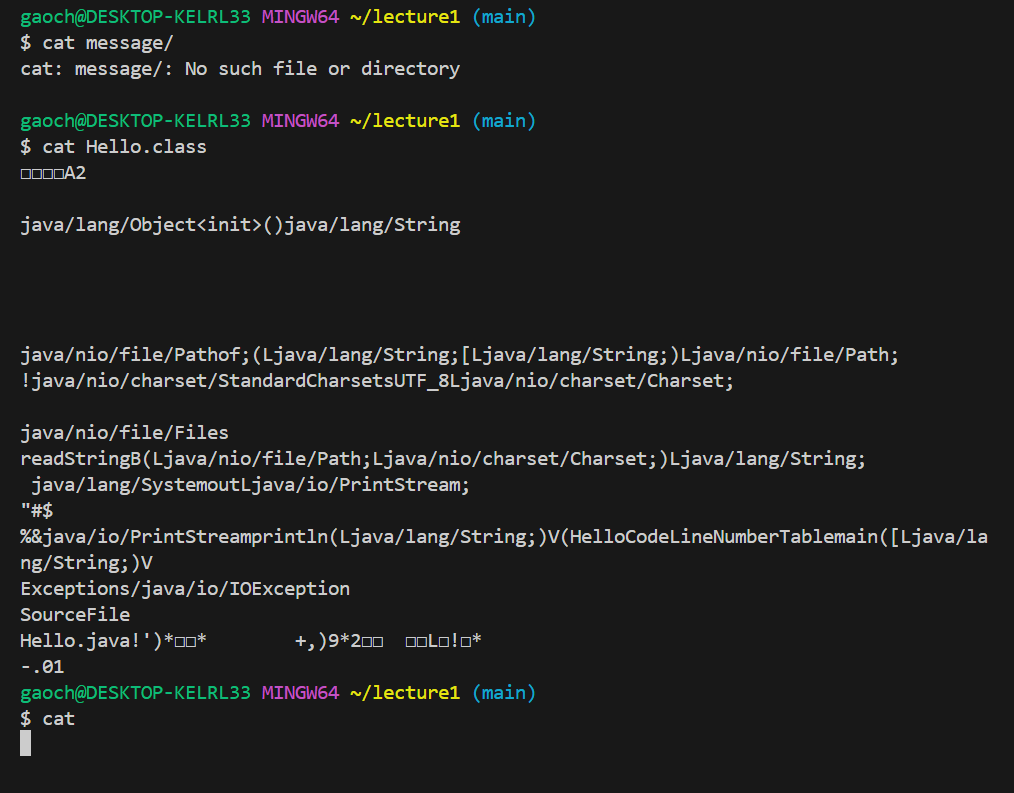 gaoch@DESKTOP-KELRL33 MINGW64 ~/lecture1 (main)
$ cat message/
cat: message/: No such file or directory
gaoch@DESKTOP-KELRL33 MINGW64 ~/lecture1 (main)
$ cat Hello.class
□□□□A2
java/lang/Object<init>()java/lang/String
java/nio/file/Pathof;(Ljava/lang/String;[Ljava/lang/String;)Ljava/nio/file/Path;
!java/nio/charset/StandardCharsetsUTF_8Ljava/nio/charset/Charset;
java/nio/file/Files
readStringB(Ljava/nio/file/Path;Ljava/nio/charset/Charset;)Ljava/lang/String;
 java/lang/SystemoutLjava/io/PrintStream;
"#$
%&java/io/PrintStreamprintln(Ljava/lang/String;)V(HelloCodeLineNumberTablemain([Ljava/la
ng/String;)V
Exceptions/java/io/IOException
SourceFile
Hello.java!')*□□*        +,)9*2□□  □□L□!□*
-.01
gaoch@DESKTOP-KELRL33 MINGW64 ~/lecture1 (main)
$ cat